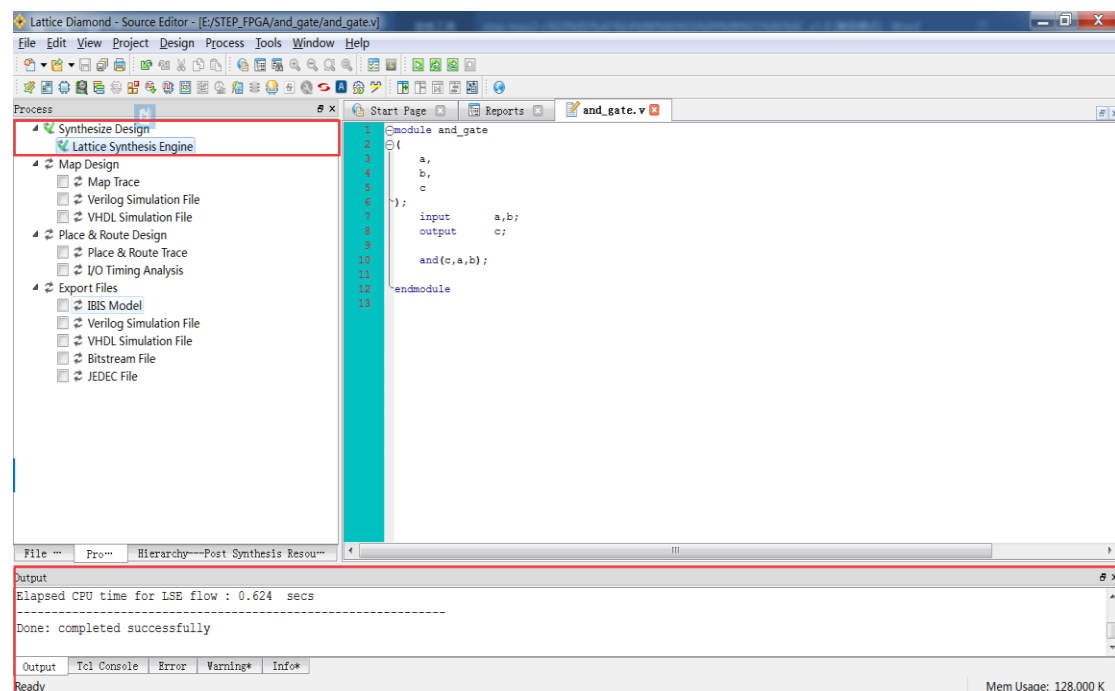 Lattice Diamond - Source Editor - [E:/STEP_FPGA/and_gate/and_gate.v]
File Edit View Project Design Process Tools Window Help
Process
Start Page Reports and_gate.v
Synthesize Design
Lattice Synthesis Engine
Map Design
Map Trace
Verilog Simulation File
VHDL Simulation File
Place & Route Design
Place & Route Trace
I/O Timing Analysis
Export Files
IBIS Model
Verilog Simulation File
VHDL Simulation File
Bitstream File
JEDEC File
1 module and_gate
2 (
3 a,
4 b,
5 c
6 );
7 input a,b;
8 output c;
9
10 and(c,a,b);
11
12 endmodule
13
File … Pro… Hierarchy---Post Synthesis Resou…
Output
Elapsed CPU time for LSE flow : 0.624 secs
--------------------------------------------------------------
Done: completed successfully
Output Tcl Console Error Warning* Info*
Ready Mem Usage: 128,000 K